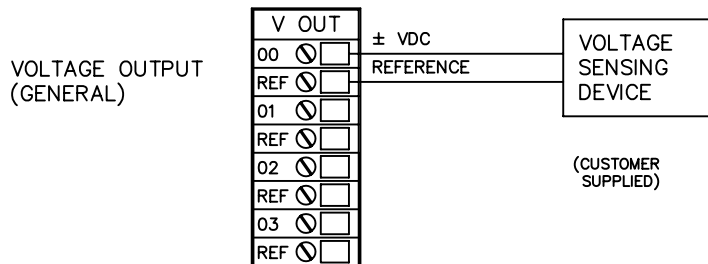 VOLTAGE OUTPUT
(GENERAL)
V OUT
00
REF
01
REF
02
REF
03
REF
± VDC
REFERENCE
VOLTAGE
SENSING
DEVICE
(CUSTOMER
SUPPLIED)